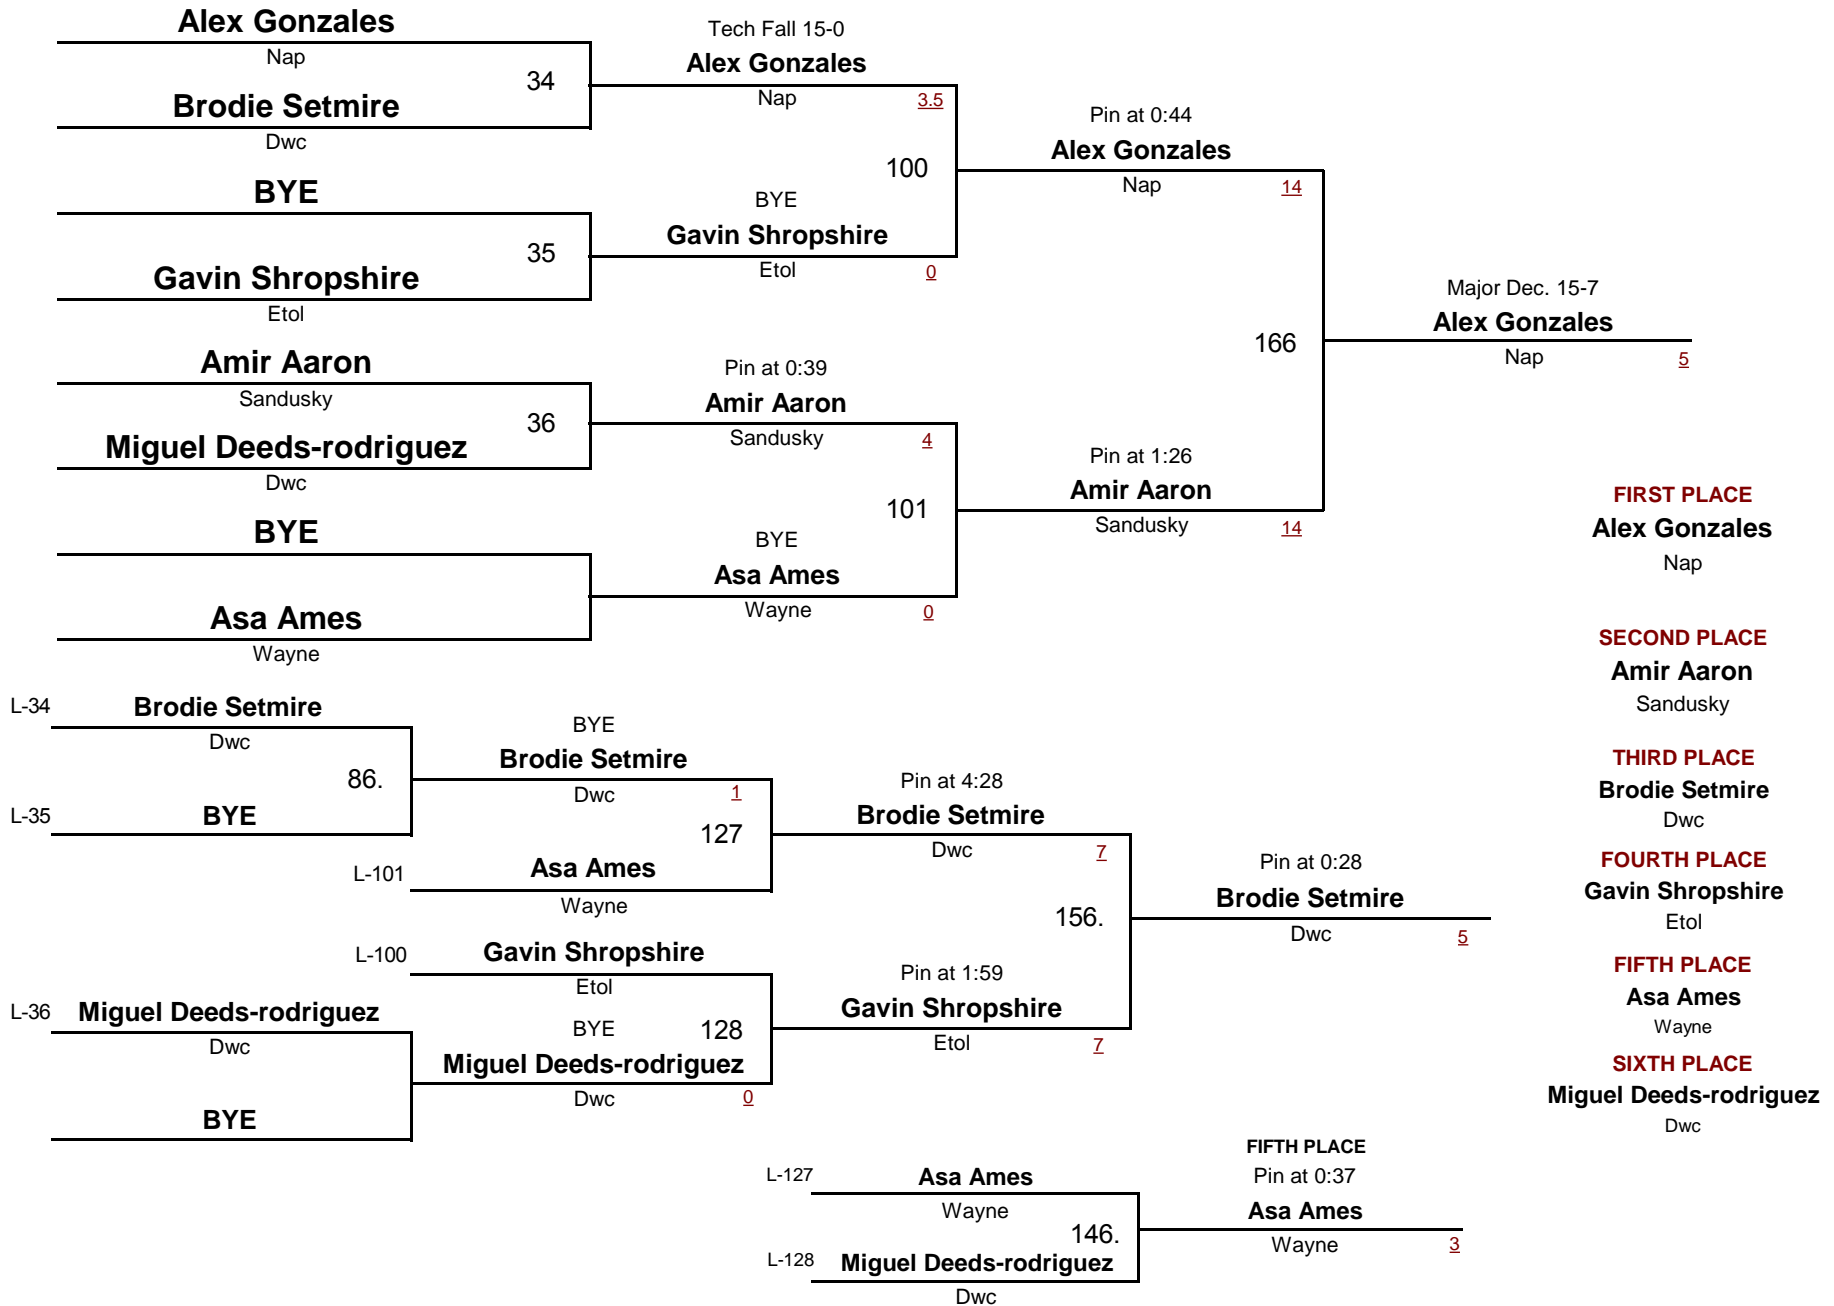 Alex Gonzales
Nap
34
Brodie Setmire
Dwc
BYE
35
Gavin Shropshire
Etol
Amir Aaron
Sandusky
36
Miguel Deeds-rodriguez
Dwc
BYE
Asa Ames
Wayne
Tech Fall 15-0
Alex Gonzales
Nap 3.5
100
BYE
Gavin Shropshire
Etol 0
Pin at 0:39
Amir Aaron
Sandusky 4
101
BYE
Asa Ames
Wayne 0
Pin at 0:44
Alex Gonzales
Nap 14
166
Pin at 1:26
Amir Aaron
Sandusky 14
Major Dec. 15-7
Alex Gonzales
Nap 5
FIRST PLACE
Alex Gonzales
Nap
SECOND PLACE
Amir Aaron
Sandusky
THIRD PLACE
Brodie Setmire
Dwc
FOURTH PLACE
Gavin Shropshire
Etol
FIFTH PLACE
Asa Ames
Wayne
SIXTH PLACE
Miguel Deeds-rodriguez
Dwc
L-34 Brodie Setmire
Dwc
86.
L-35 BYE
BYE
Brodie Setmire
Dwc 1
127
L-101 Asa Ames
Wayne
L-100 Gavin Shropshire
Etol
L-36 Miguel Deeds-rodriguez
Dwc
BYE
BYE 128
Miguel Deeds-rodriguez
Dwc 0
Pin at 4:28
Brodie Setmire
Dwc 7
156.
Pin at 1:59
Gavin Shropshire
Etol 7
Pin at 0:28
Brodie Setmire
Dwc 5
L-127 Asa Ames
Wayne
146.
L-128 Miguel Deeds-rodriguez
Dwc
FIFTH PLACE
Pin at 0:37
Asa Ames
Wayne 3